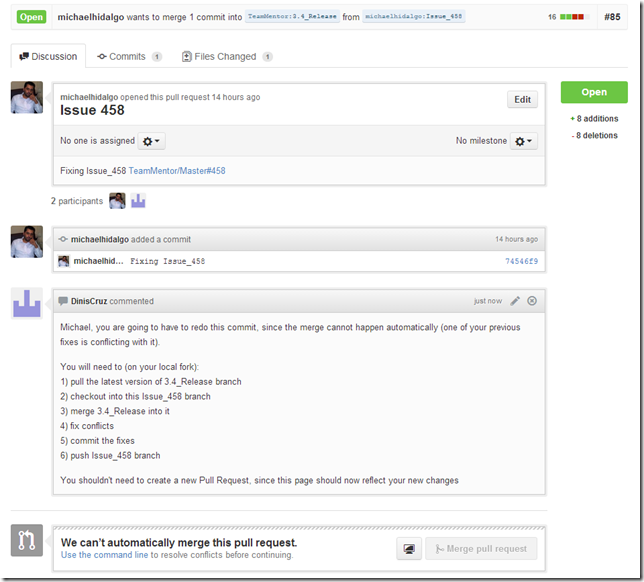 Open michaelhidalgo wants to merge 1 commit into TeamMentor:3.4_Release from michaelhidalgo:Issue_458 16 #85
Discussion Commits 1 Files Changed 1
michaelhidalgo opened this pull request 14 hours ago
Issue 458
Edit
Open
+ 8 additions
- 8 deletions
No one is assigned No milestone
Fixing Issue_458 TeamMentor/Master#458
2 participants
michaelhidalgo added a commit 14 hours ago
michaelhid... Fixing Issue_458 74546f9
DinisCruz commented just now
Michael, you are going to have to redo this commit, since the merge cannot happen automatically (one of your previous
fixes is conflicting with it).
You will need to (on your local fork):
1) pull the latest version of 3.4_Release branch
2) checkout into this Issue_458 branch
3) merge 3.4_Release into it
4) fix conflicts
5) commit the fixes
6) push Issue_458 branch
You shouldn't need to create a new Pull Request, since this page should now reflect your new changes
We can't automatically merge this pull request.
Use the command line to resolve conflicts before continuing.
Merge pull request